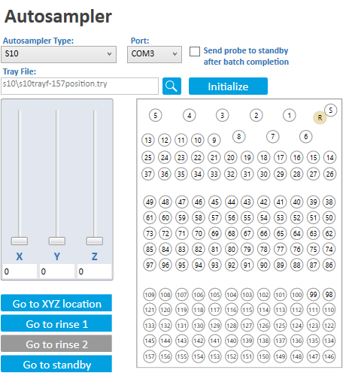 Autosampler
Autosampler Type:
Port:
S10
COM3
Send probe to standby
after batch completion
Tray File:
s10\s10trayf-157position.try
Initialize
X Y Z
0 0 0
Go to XYZ location
Go to rinse 1
Go to rinse 2
Go to standby
S
5 4 3 2 1 R
8 7 6
13 12 11 10 9
25 24 23 22 21 20 19 18 17 16 15 14
37 36 35 34 33 32 31 30 29 28 27 26
49 48 47 46 45 44 43 42 41 40 39 38
61 60 59 58 57 56 55 54 53 52 51 50
73 72 71 70 69 68 67 66 65 64 63 62
85 84 83 82 81 80 79 78 77 76 75 74
97 96 95 94 93 92 91 90 89 88 87 86
109 108 107 106 105 104 103 102 101 100 99 98
121 120 119 118 117 116 115 114 113 112 111 110
133 132 131 130 129 128 127 126 125 124 123 122
145 144 143 142 141 140 139 138 137 136 135 134
157 156 155 154 153 152 151 150 149 148 147 146